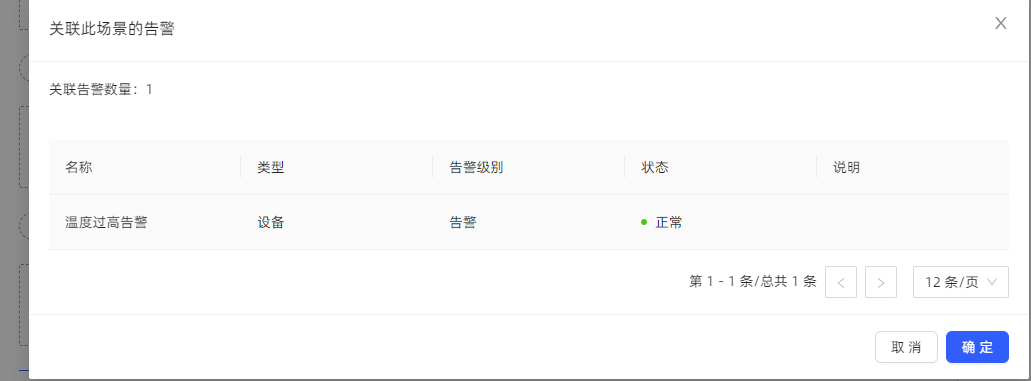 关联此场景的告警
关联告警数量：1
名称 类型 告警级别 状态 说明
温度过高告警 设备 告警 正常
第 1 - 1 条/总共 1 条 12 条/页
取 消 确 定